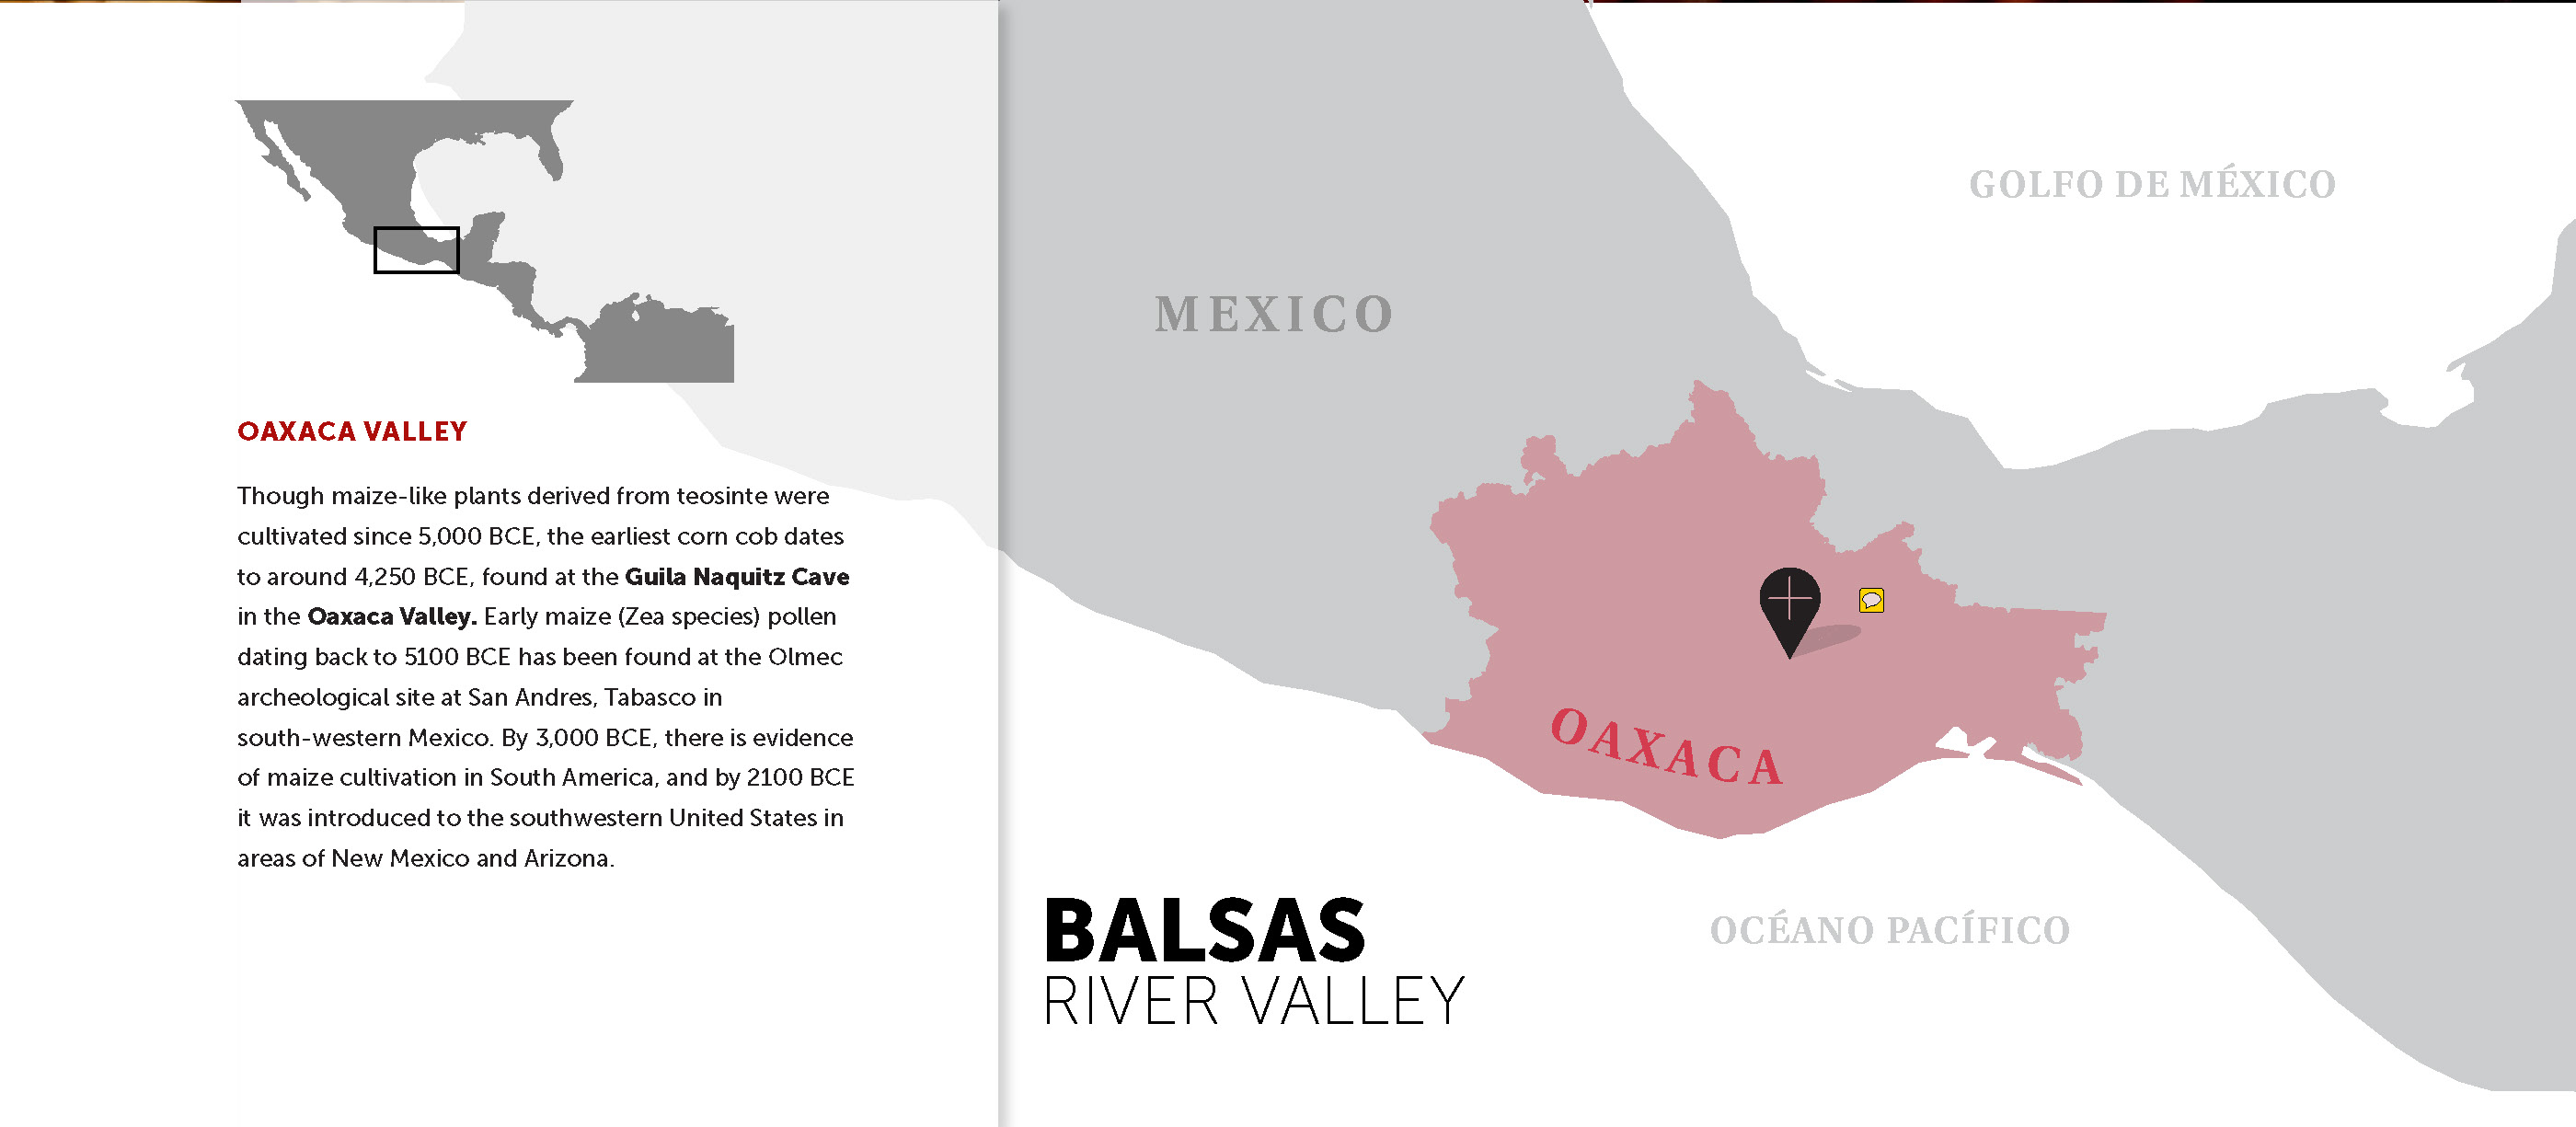 OAXACA VALLEY
Though maize-like plants derived from teosinte were
cultivated since 5,000 BCE, the earliest corn cob dates
to around 4,250 BCE, found at the Guila Naquitz Cave
in the Oaxaca Valley. Early maize (Zea species) pollen
dating back to 5100 BCE has been found at the Olmec
archeological site at San Andres, Tabasco in
south-western Mexico. By 3,000 BCE, there is evidence
of maize cultivation in South America, and by 2100 BCE
it was introduced to the southwestern United States in
areas of New Mexico and Arizona.
GOLFO DE MÉXICO
MEXICO
OAXACA
BALSAS
RIVER VALLEY
OCÉANO PACÍFICO